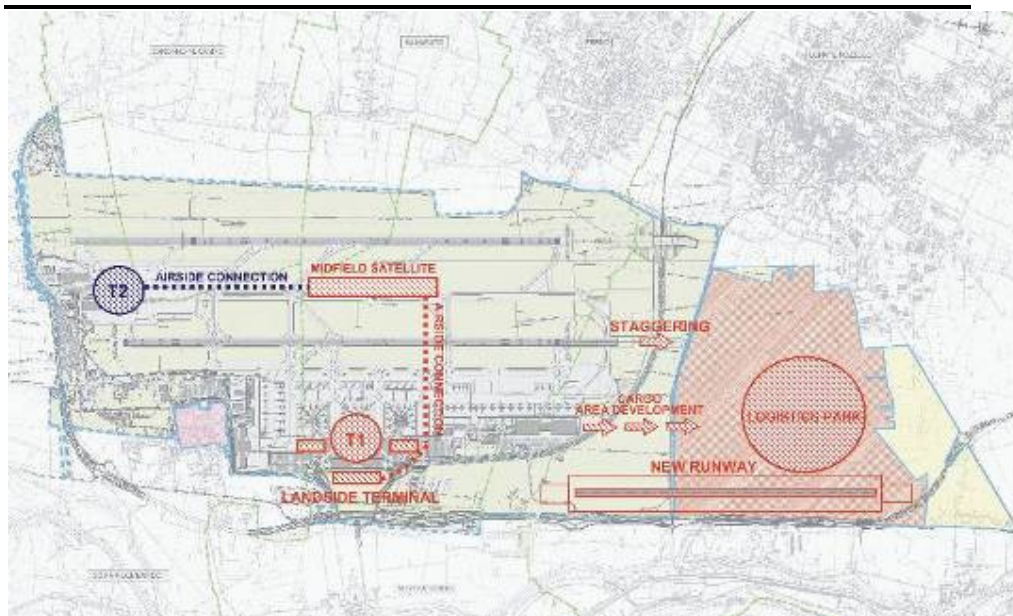 T2
AIRSIDE CONNECTION
MIDFIELD SATELLITE
AIRSIDE CONNECTION
STAGGERING
CARGO
AREA DEVELOPMENT
LOGISTICS PARK
T1
NEW RUNWAY
LANDSIDE TERMINAL